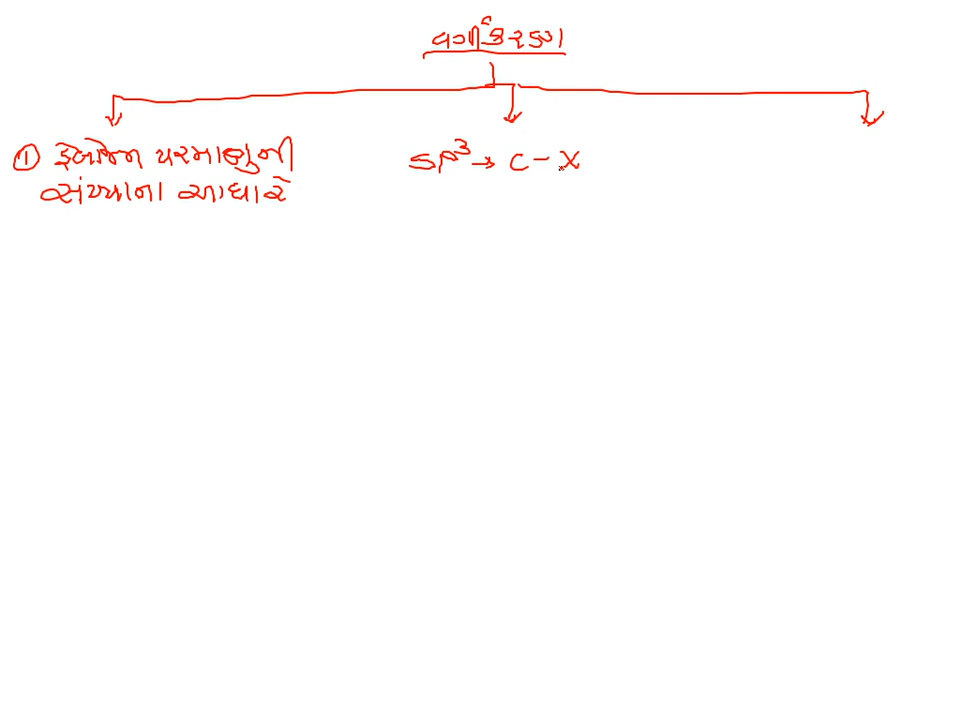 વર્ગીકરણ
① હેલોજન પરમાણુની
સંખ્યાના આધારે
SP³ → C – X